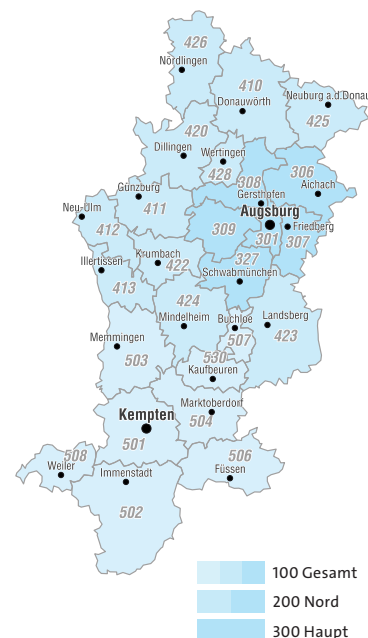 426
Nördlingen
410
Donauwörth
Neuburg a.d.Donau
425
420
Dillingen
Wertingen
428
308
306
Aichach
Gersthofen
Günzburg
411
Augsburg
Neu-Ulm
412
309
301
Friedberg
307
Krumbach
422
327
Illertissen
413
Schwabmünchen
424
Mindelheim
Buchloe
507
Landsberg
423
Memmingen
503
530
Kaufbeuren
Marktoberdorf
504
Kempten
501
508
Weiler
Immenstadt
506
Füssen
502
100 Gesamt
200 Nord
300 Haupt